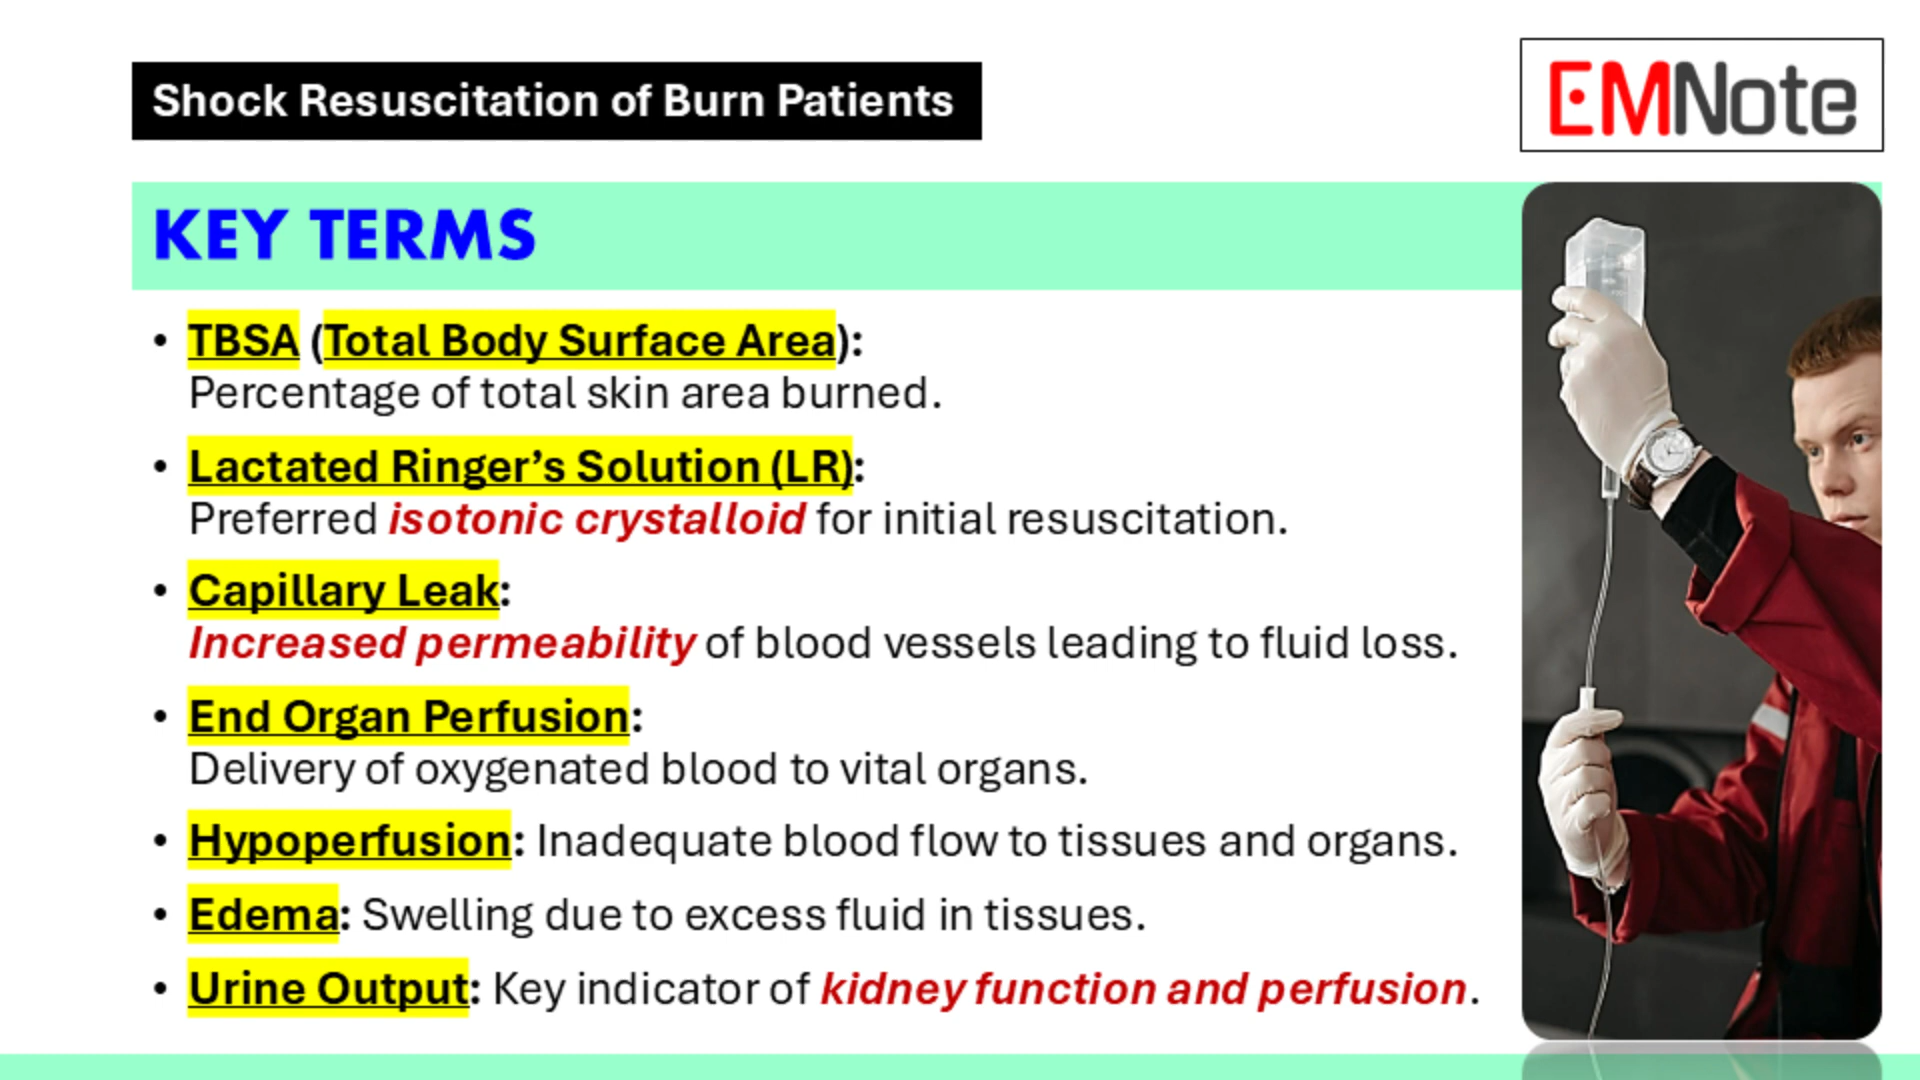 Shock Resuscitation of Burn Patients
EMNote
KEY TERMS
• TBSA (Total Body Surface Area):
Percentage of total skin area burned.
• Lactated Ringer’s Solution (LR):
Preferred isotonic crystalloid for initial resuscitation.
• Capillary Leak:
Increased permeability of blood vessels leading to fluid loss.
• End Organ Perfusion:
Delivery of oxygenated blood to vital organs.
• Hypoperfusion: Inadequate blood flow to tissues and organs.
• Edema: Swelling due to excess fluid in tissues.
• Urine Output: Key indicator of kidney function and perfusion.